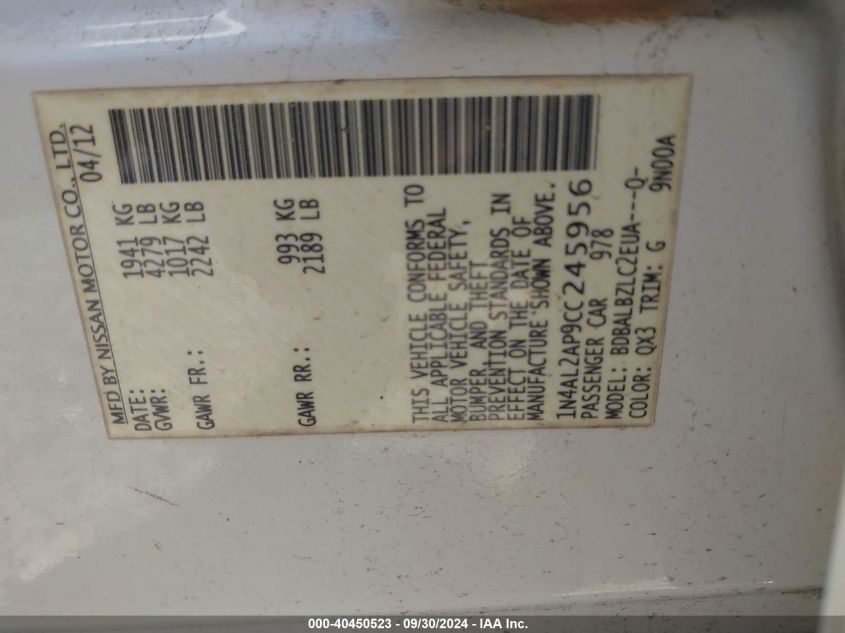 MFD BY NISSAN MOTOR CO., LTD.
DATE: 04/12
GVWR: 1941 KG
4279 LB
GAWR FR.: 1017 KG
2242 LB
GAWR RR.: 993 KG
2189 LB
THIS VEHICLE CONFORMS TO
ALL APPLICABLE FEDERAL
MOTOR VEHICLE SAFETY,
BUMPER, AND THEFT
PREVENTION STANDARDS IN
EFFECT ON THE DATE OF
MANUFACTURE SHOWN ABOVE.
1N4AL2AP9CC245956
PASSENGER CAR 978
MODEL: BDBALBZLC2EUA---Q-
COLOR: QX3 TRIM: G 9N00A
000-40450523 - 09/30/2024 - IAA Inc.